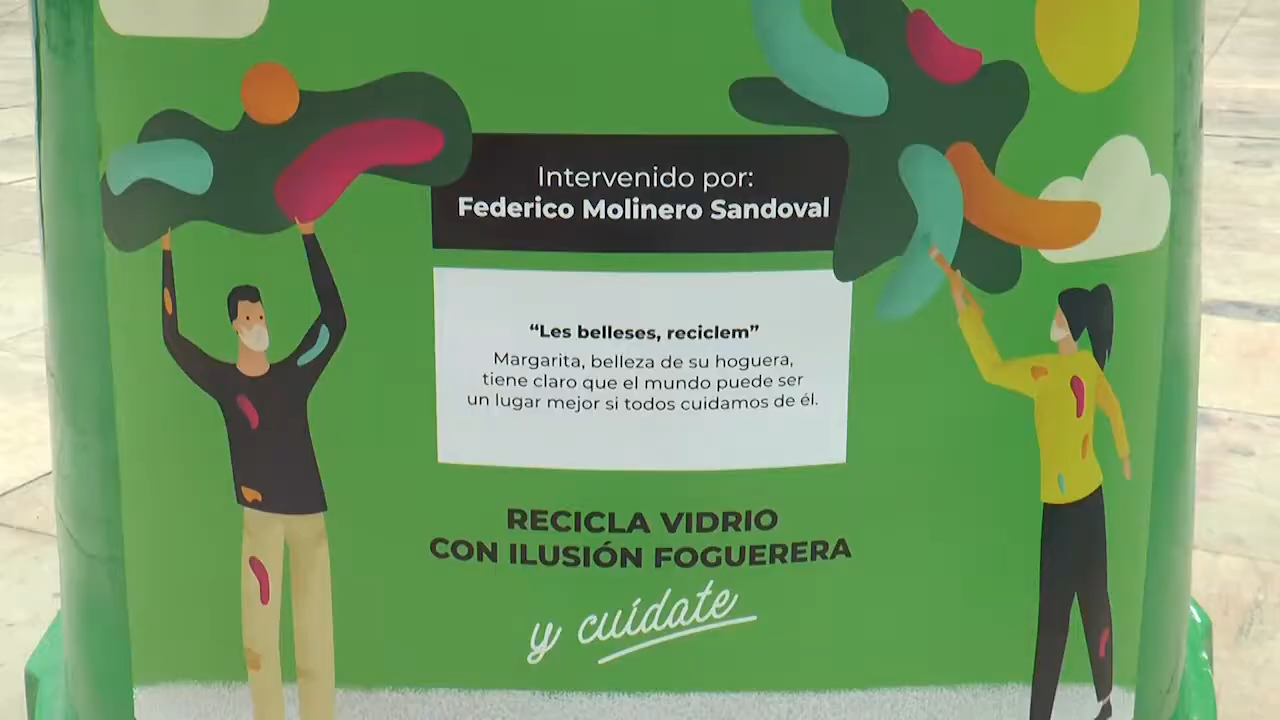 Intervenido por:
Federico Molinero Sandoval
“Les belleses, reciclem”
Margarita, belleza de su hoguera,
tiene claro que el mundo puede ser
un lugar mejor si todos cuidamos de él.
RECICLA VIDRIO
CON ILUSIÓN FOGUERERA
y cuídate